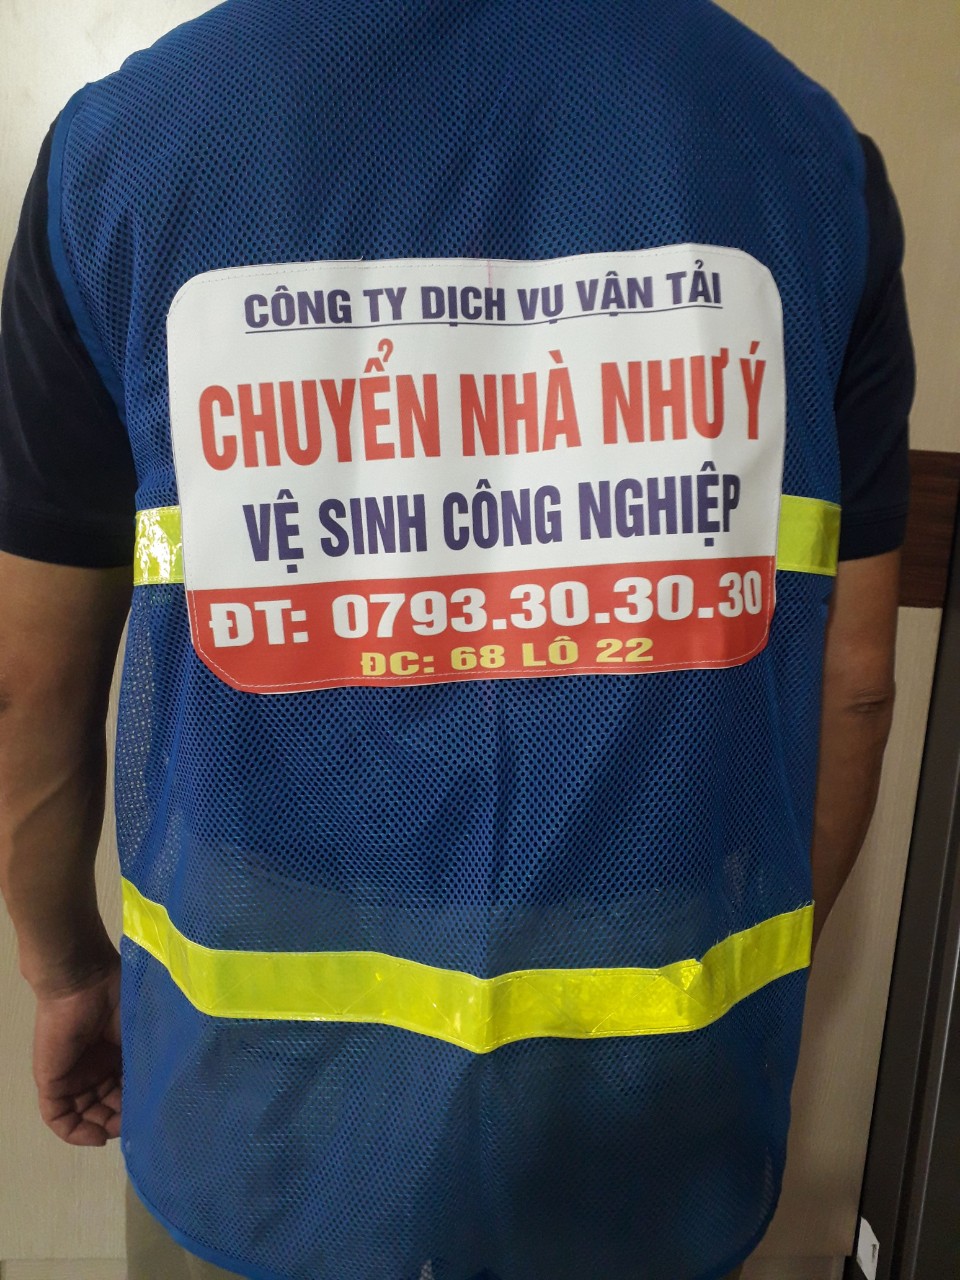 CÔNG TY DỊCH VỤ VẬN TẢI
CHUYỂN NHÀ NHƯ Ý
VỆ SINH CÔNG NGHIỆP
ĐT: 0793.30.30.30
ĐC: 68 LÔ 22